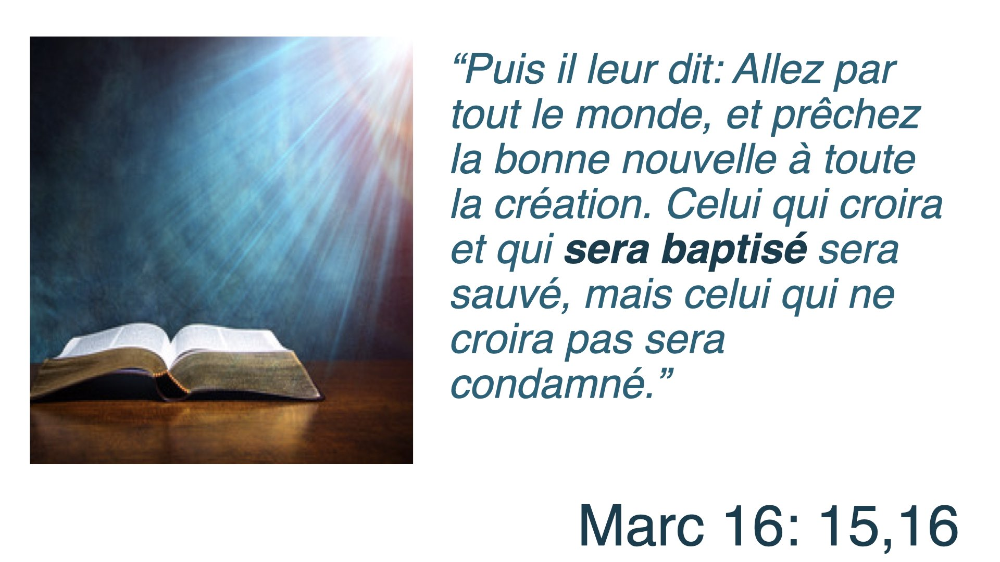 “Puis il leur dit: Allez par
tout le monde, et prêchez
la bonne nouvelle à toute
la création. Celui qui croira
et qui sera baptisé sera
sauvé, mais celui qui ne
croira pas sera
condamné.”
Marc 16: 15,16